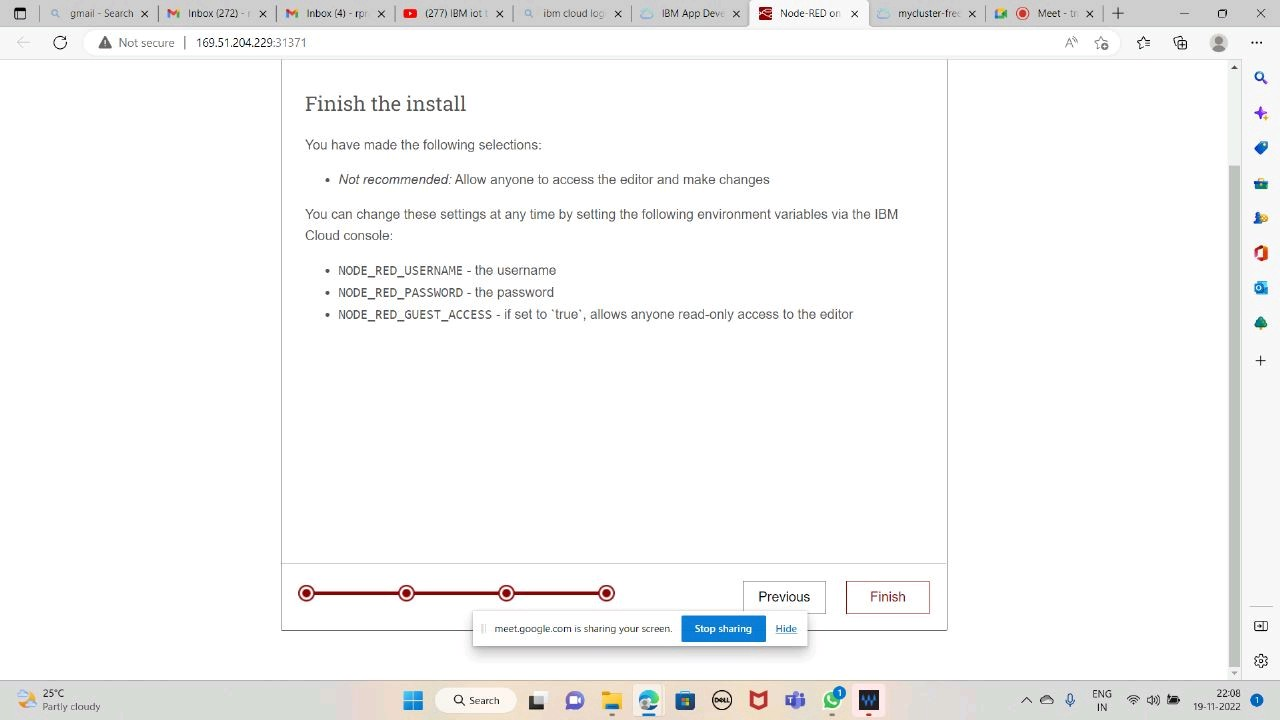 gmail - Search
Inbox (272) - r
Inbox (4) - rpr
(277) IBM iot t
ibm cloud log
IBM App Deve
Node-RED on
mycluster-free
Meet - tr
Not secure
169.51.204.229:31371
Finish the install
You have made the following selections:
• Not recommended: Allow anyone to access the editor and make changes
You can change these settings at any time by setting the following environment variables via the IBM
Cloud console:
• NODE_RED_USERNAME - the username
• NODE_RED_PASSWORD - the password
• NODE_RED_GUEST_ACCESS - if set to `true`, allows anyone read-only access to the editor
Previous
Finish
meet.google.com is sharing your screen.
Stop sharing
Hide
25°C
Partly cloudy
Search
DELL
1
ENG
IN
22:08
19-11-2022
1